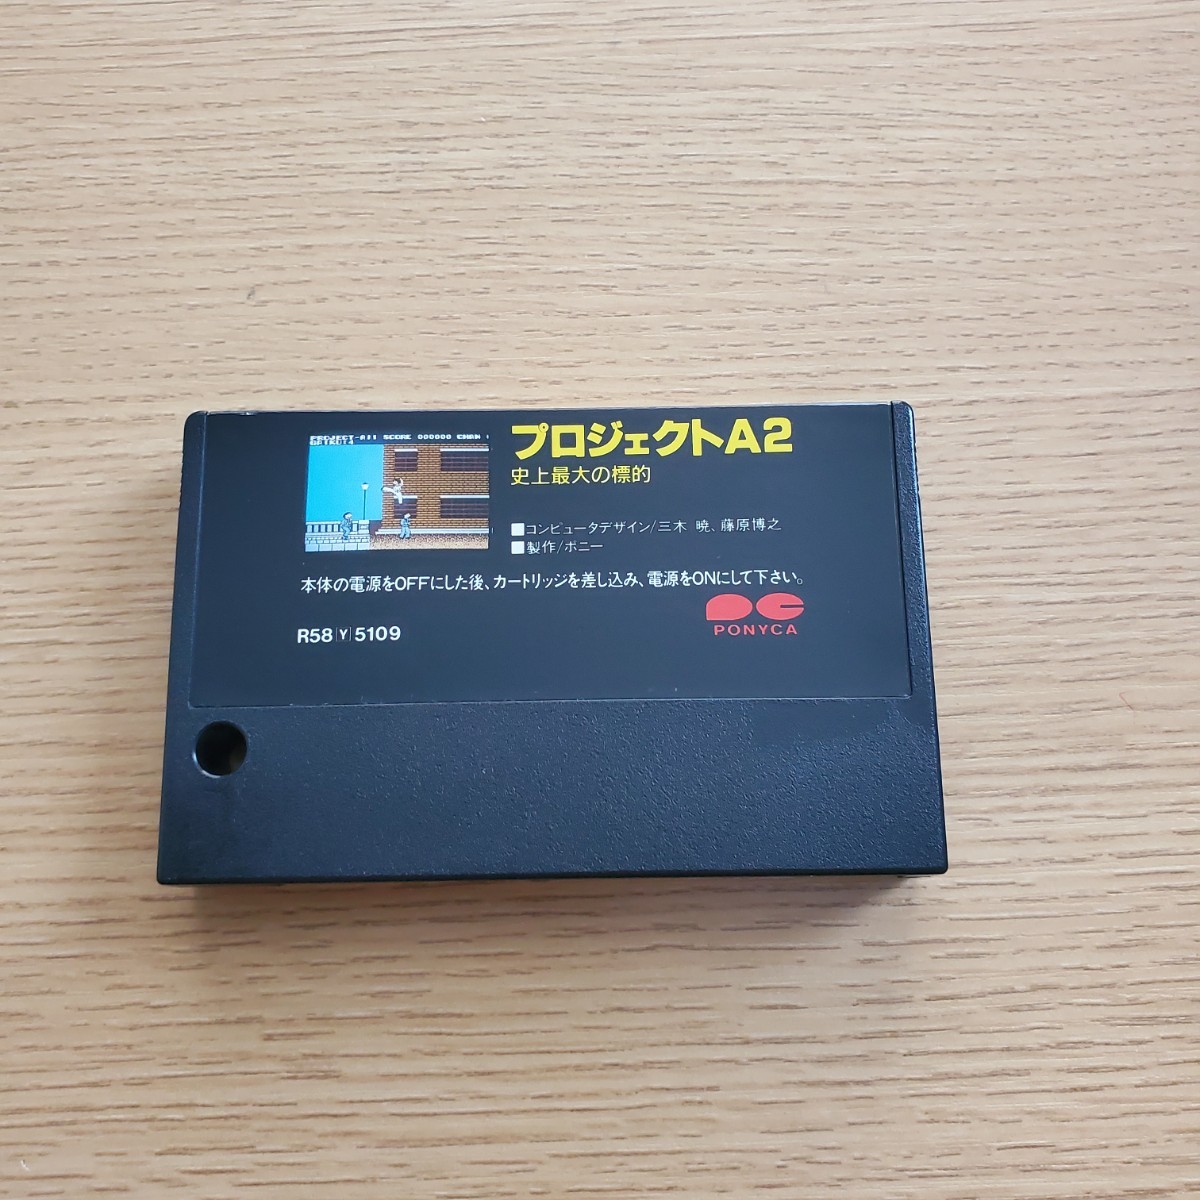 PROJECT-A2! SCORE 000000 CHAN
プロジェクトA2
史上最大の標的
■コンピュータデザイン/三木 暁、藤原博之
■製作/ポニー
本体の電源をOFFにした後、カートリッジを差し込み、電源をONにして下さい。
PONYCA
R58 Y 5109